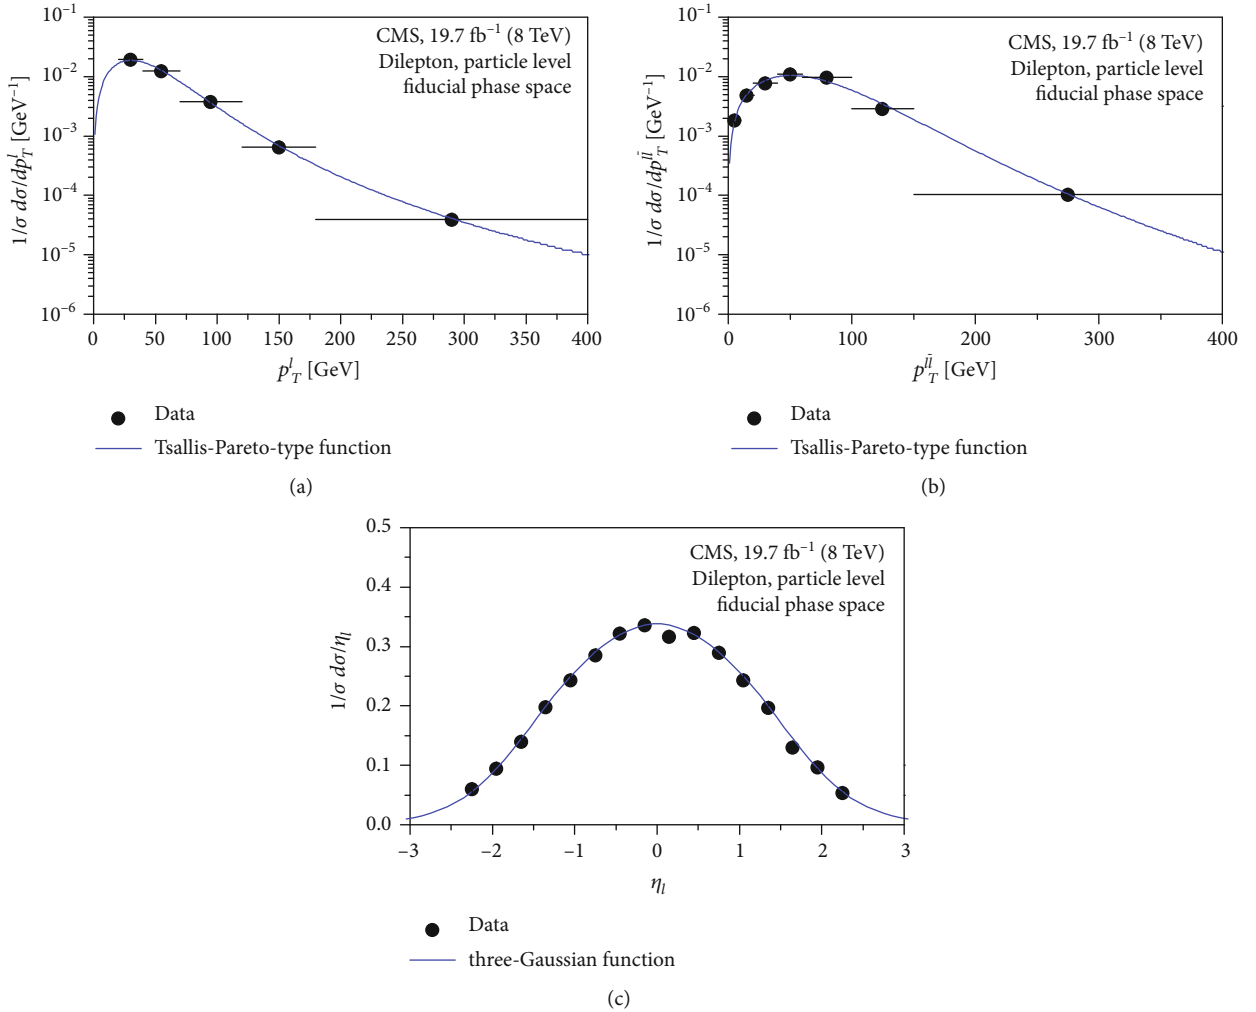 10⁻¹
10⁻²
10⁻³
10⁻⁴
10⁻⁵
10⁻⁶
1/σ dσ/dp_T^l [GeV⁻¹]
CMS, 19.7 fb⁻¹ (8 TeV)
Dilepton, particle level
fiducial phase space
0 50 100 150 200 250 300 350 400
p_T^l [GeV]
Data
Tsallis-Pareto-type function
(a)
10⁻¹
10⁻²
10⁻³
10⁻⁴
10⁻⁵
10⁻⁶
1/σ dσ/dp_T^{ll̄} [GeV⁻¹]
CMS, 19.7 fb⁻¹ (8 TeV)
Dilepton, particle level
fiducial phase space
0 100 200 300 400
p_T^{ll̄} [GeV]
Data
Tsallis-Pareto-type function
(b)
0.5
0.4
0.3
0.2
0.1
0.0
1/σ dσ/η_l
CMS, 19.7 fb⁻¹ (8 TeV)
Dilepton, particle level
fiducial phase space
−3 −2 −1 0 1 2 3
η_l
Data
three-Gaussian function
(c)